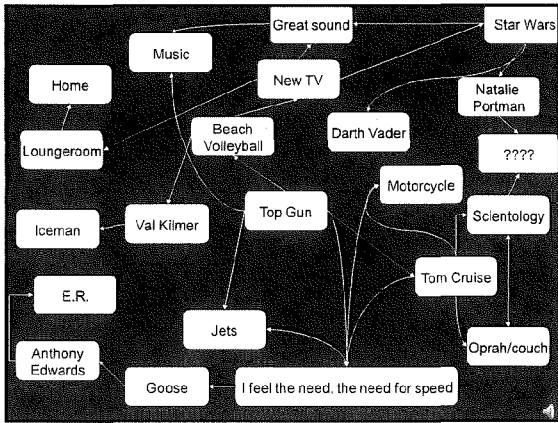 Great sound
Star Wars
Music
Home
New TV
Natalie
Portman
Beach
Volleyball
Darth Vader
Loungeroom
????
Motorcycle
Iceman
Val Kilmer
Top Gun
Scientology
E.R.
Tom Cruise
Jets
Anthony
Edwards
Oprah/couch
Goose
I feel the need, the need for speed